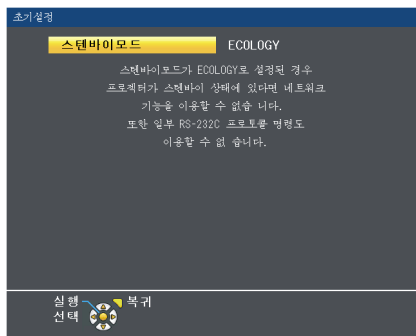 초기설정
스텐바이모드 ECOLOGY
스텐바이모드가 ECOLOGY로 설정된 경우
프로젝터가 스텐바이 상태에 있다면 네트워크
기능을 이용할 수 없습 니다.
또한 일부 RS-232C 프로토콜 명령도
이용할 수 없 습니다.
실행 복귀
선택